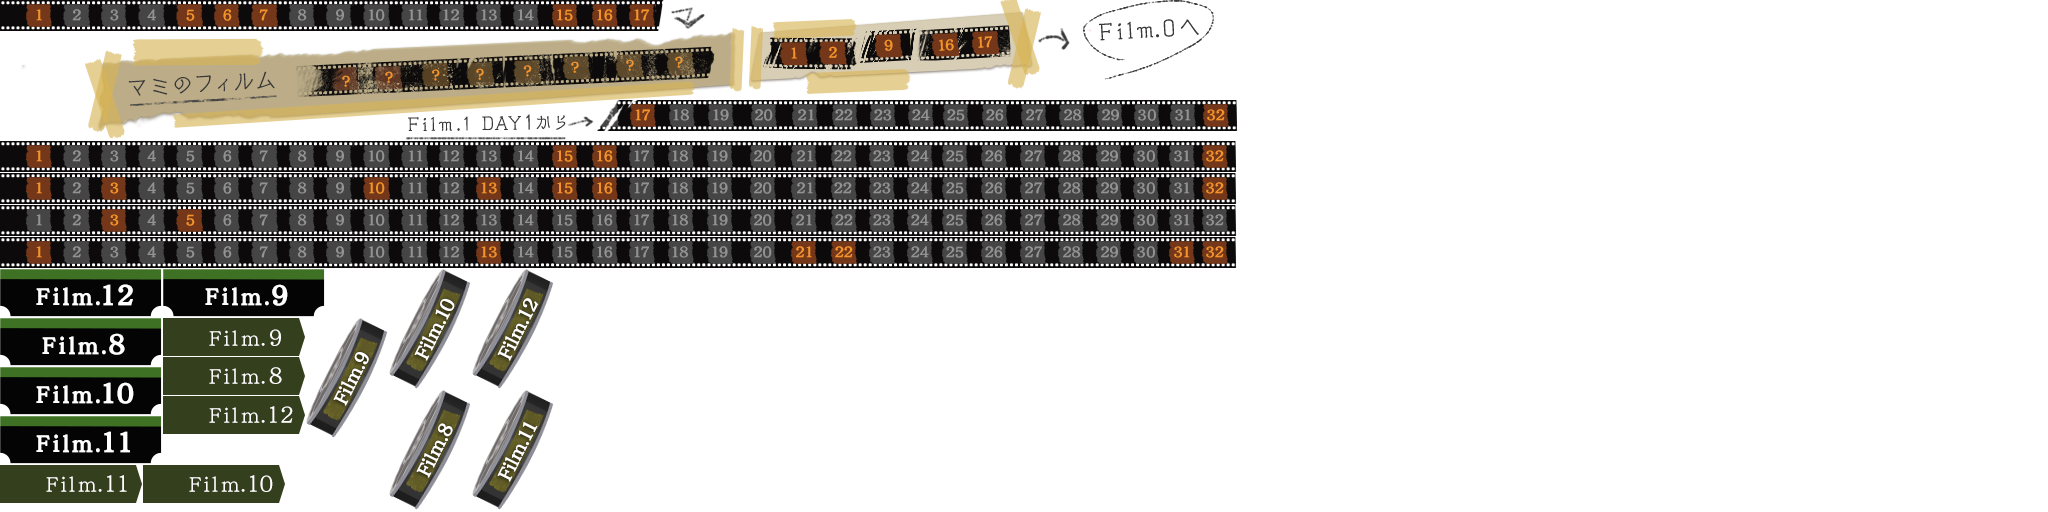 1 2 3 4 5 6 7 8 9 10 11 12 13 14 15 16 17
マミのフィルム ? ? ? ? ? ? ? ? 1 2 9 16 17 Film.0へ
17 18 19 20 21 22 23 24 25 26 27 28 29 30 31 32
Film.1 DAY1から
1 2 3 4 5 6 7 8 9 10 11 12 13 14 15 16 17 18 19 20 21 22 23 24 25 26 27 28 29 30 31 32
1 2 3 4 5 6 7 8 9 10 11 12 13 14 15 16 17 18 19 20 21 22 23 24 25 26 27 28 29 30 31 32
1 2 3 4 5 6 7 8 9 10 11 12 13 14 15 16 17 18 19 20 21 22 23 24 25 26 27 28 29 30 31 32
1 2 3 4 5 6 7 8 9 10 11 12 13 14 15 16 17 18 19 20 21 22 23 24 25 26 27 28 29 30 31 32
Film.12
Film.9
Film.8
Film.9
Film.8
Film.10
Film.12
Film.11
Film.11
Film.10
Film.9
Film.10
Film.12
Film.8
Film.11